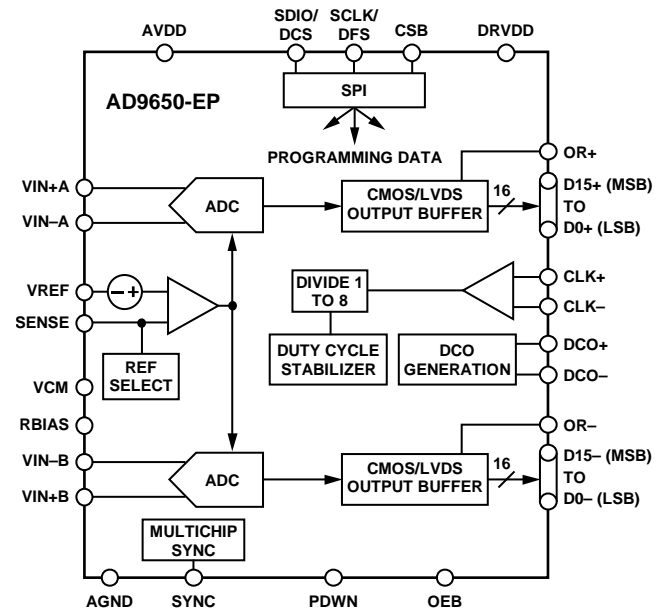 AVDD
SDIO/
DCS
SCLK/
DFS
CSB
DRVDD
AD9650-EP
SPI
PROGRAMMING DATA
OR+
VIN+A
VIN–A
ADC
CMOS/LVDS
OUTPUT BUFFER
16
D15+ (MSB)
TO
D0+ (LSB)
VREF
– +
SENSE
REF
SELECT
DIVIDE 1
TO 8
DUTY CYCLE
STABILIZER
CLK+
CLK–
DCO
GENERATION
DCO+
DCO–
VCM
RBIAS
OR–
VIN–B
VIN+B
ADC
CMOS/LVDS
OUTPUT BUFFER
16
D15– (MSB)
TO
D0– (LSB)
MULTICHIP
SYNC
AGND
SYNC
PDWN
OEB